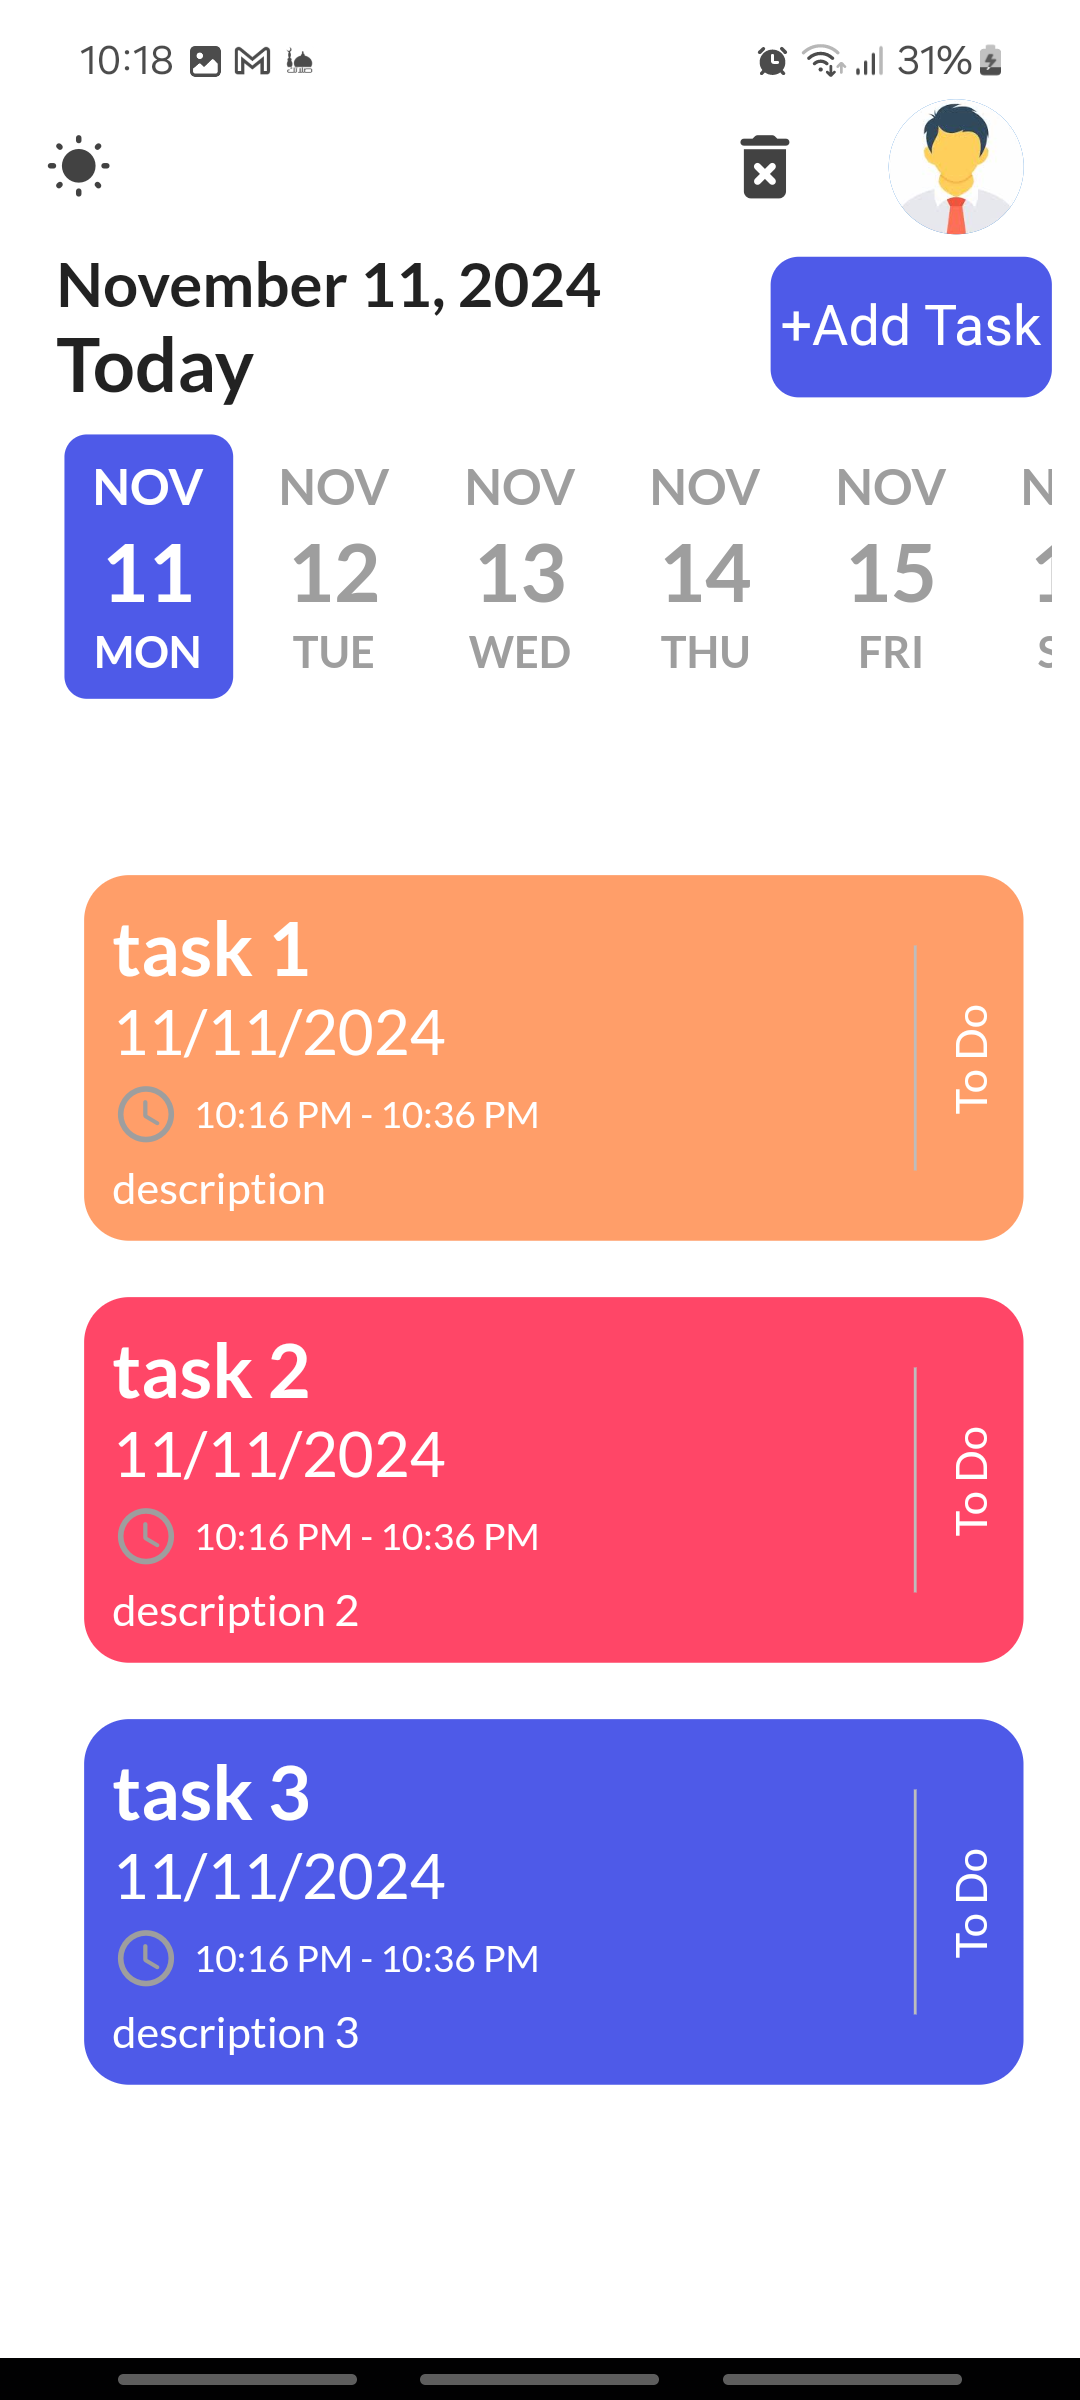 10:18 31%
November 11, 2024
Today
+Add Task
NOV NOV NOV NOV NOV
11 12 13 14 15
MON TUE WED THU FRI
task 1
11/11/2024
10:16 PM - 10:36 PM
description
To Do
task 2
11/11/2024
10:16 PM - 10:36 PM
description 2
To Do
task 3
11/11/2024
10:16 PM - 10:36 PM
description 3
To Do